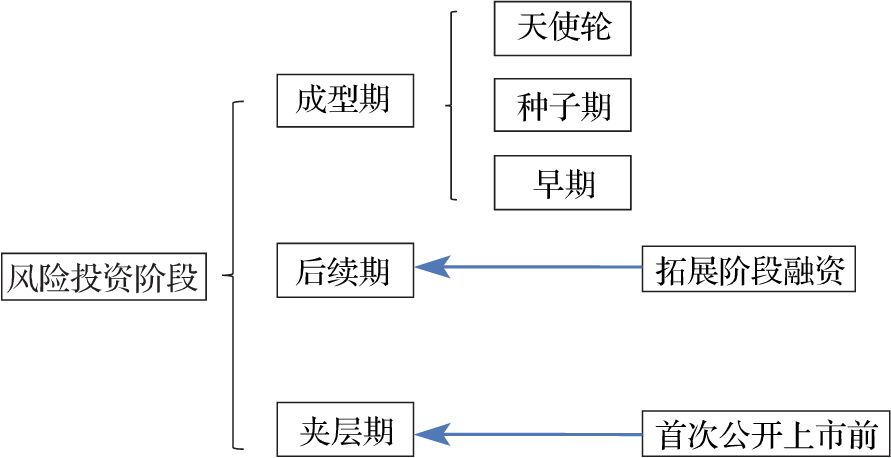 天使轮
成型期
种子期
早期
风险投资阶段
后续期
拓展阶段融资
夹层期
首次公开上市前